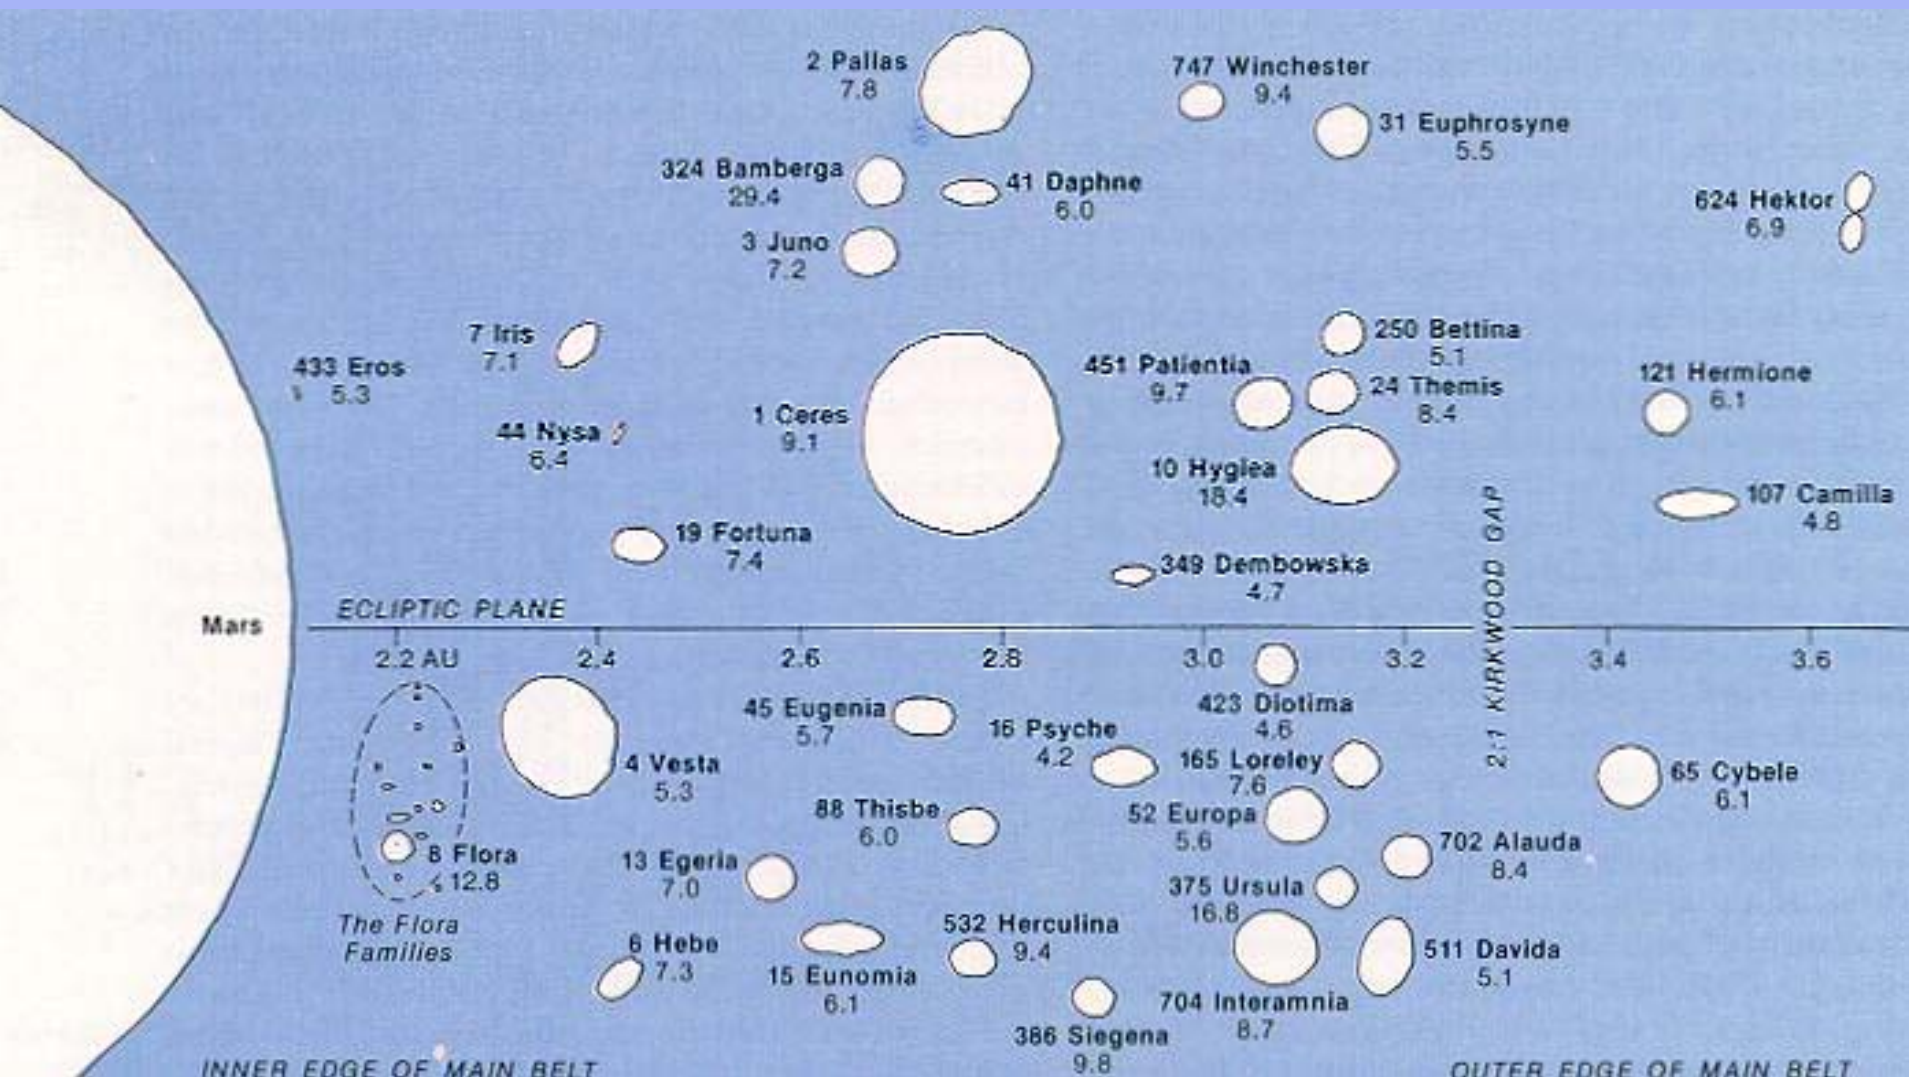 2 Pallas
7.8
747 Winchester
9.4
31 Euphrosyne
5.5
324 Bamberga
29.4
41 Daphne
6.0
624 Hektor
6.9
3 Juno
7.2
7 Iris
7.1
250 Bettina
5.1
433 Eros
5.3
451 Patientia
9.7
24 Themis
8.4
121 Hermione
6.1
1 Ceres
9.1
44 Nysa
6.4
10 Hygiea
18.4
107 Camilla
4.8
19 Fortuna
7.4
349 Dembowska
4.7
2:1 KIRKWOOD GAP
ECLIPTIC PLANE
Mars
2.2 AU
2.4
2.6
2.8
3.0
3.2
3.4
3.6
423 Diotima
4.6
45 Eugenia
5.7
16 Psyche
4.2
165 Loreley
7.6
4 Vesta
5.3
65 Cybele
6.1
88 Thisbe
6.0
52 Europa
5.6
702 Alauda
8.4
8 Flora
12.8
13 Egeria
7.0
375 Ursula
16.8
The Flora
Families
6 Hebe
7.3
532 Herculina
9.4
15 Eunomia
6.1
511 Davida
5.1
704 Interamnia
8.7
386 Siegena
9.8
INNER EDGE OF MAIN BELT
OUTER EDGE OF MAIN BELT